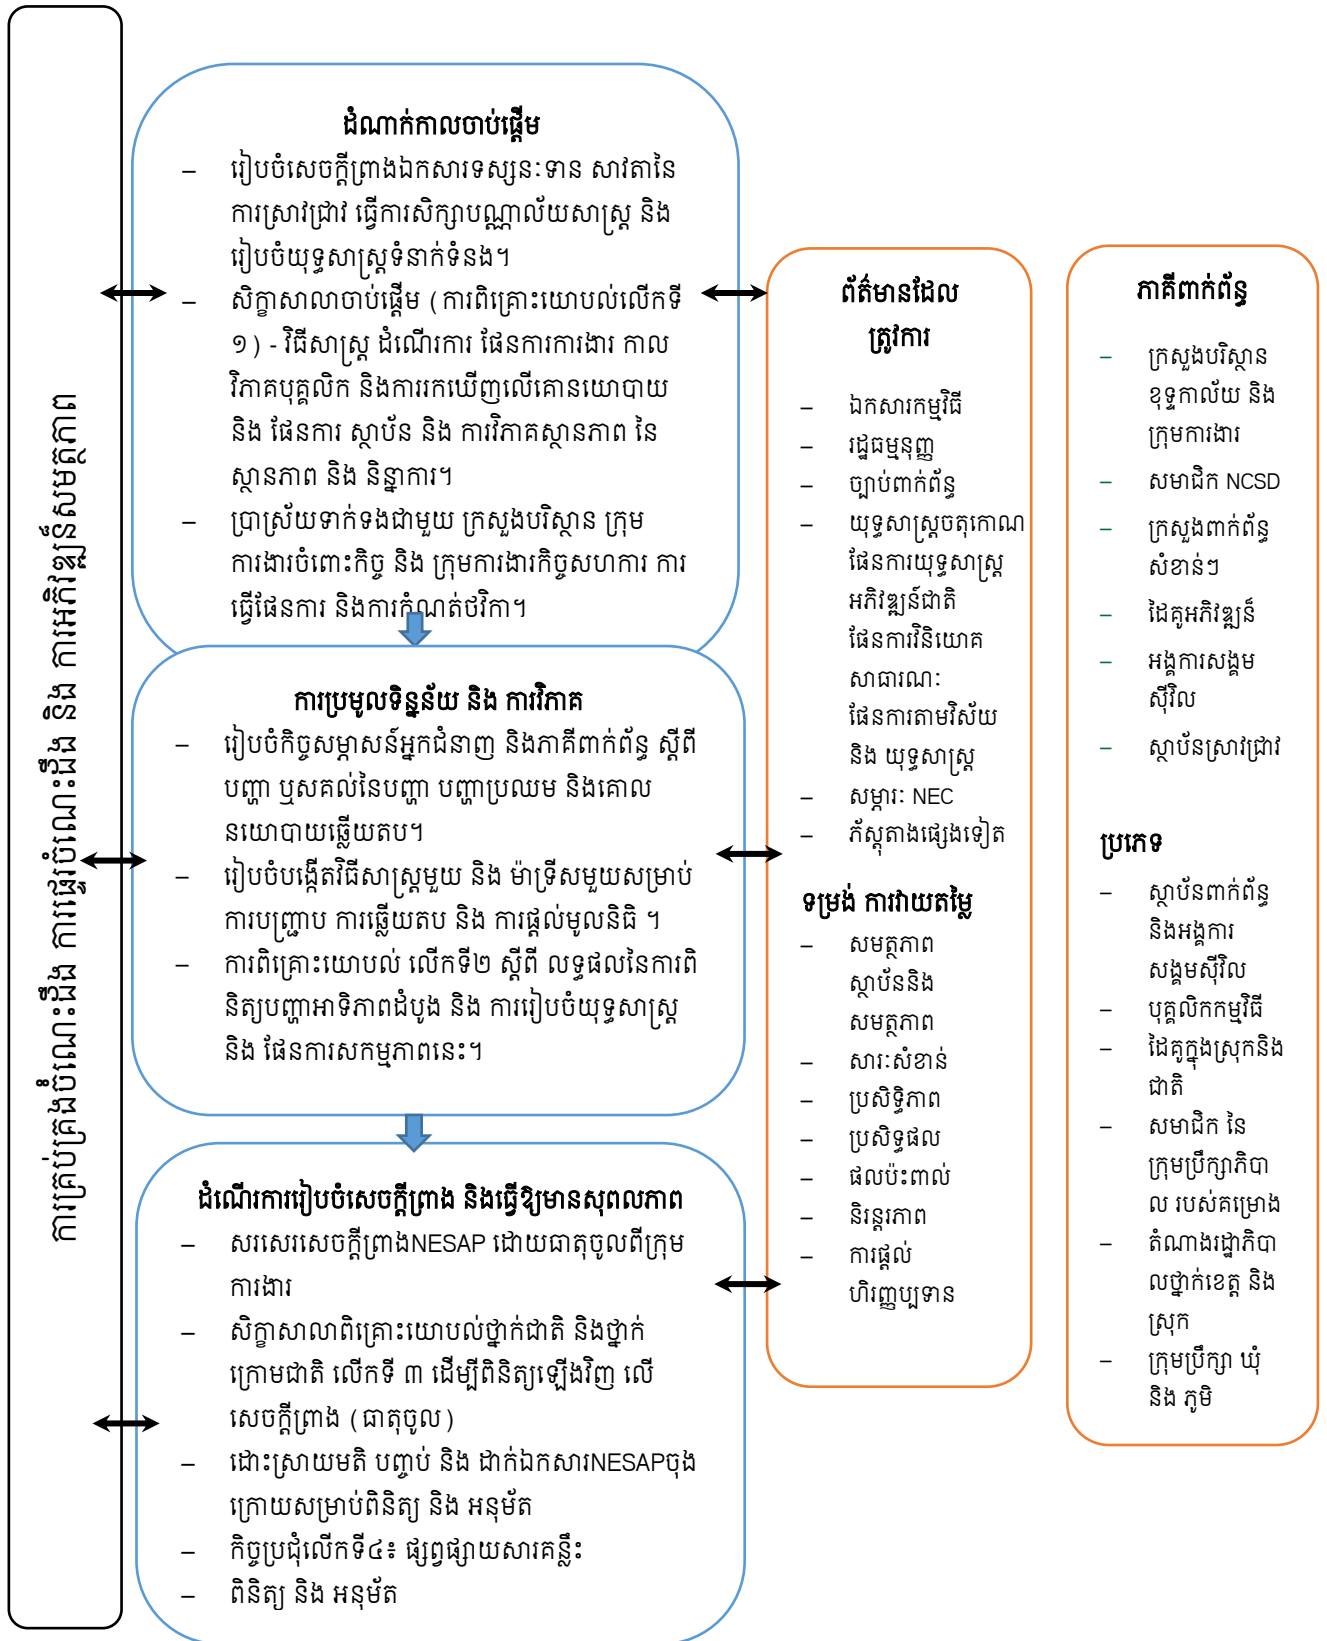 ការគ្រប់គ្រងចំណេះដឹង ការផ្ទេរចំណេះដឹង និង ការអភិវឌ្ឍន៍សមត្ថភាព
ដំណាក់កាលចាប់ផ្តើម
– រៀបចំសេចក្តីព្រាងឯកសារទស្សនៈទាន សាវតានៃ
ការស្រាវជ្រាវ ធ្វើការសិក្សាបណ្ណាល័យសាស្ត្រ និង
រៀបចំយុទ្ធសាស្ត្រទំនាក់ទំនង។
– សិក្ខាសាលាចាប់ផ្តើម (ការពិគ្រោះយោបល់លើកទី
១) - វិធីសាស្ត្រ ដំណើរការ ផែនការការងារ កាល
វិភាគបុគ្គលិក និងការរកឃើញលើគោនយោបាយ
និង ផែនការ ស្ថាប័ន និង ការវិភាគស្ថានភាព នៃ
ស្ថានភាព និង និន្នាការ។
– ប្រាស្រ័យទាក់ទងជាមួយ ក្រសួងបរិស្ថាន ក្រុម
ការងារចំពោះកិច្ច និង ក្រុមការងារកិច្ចសហការ ការ
ធ្វើផែនការ និងការកំណត់ថវិកា។
ការប្រមូលទិន្នន័យ និង ការវិភាគ
– រៀបចំកិច្ចសម្ភាសន៍អ្នកជំនាញ និងភាគីពាក់ព័ន្ធ ស្តីពី
បញ្ហា ឬសគល់នៃបញ្ហា បញ្ហាប្រឈម និងគោល
នយោបាយឆ្លើយតប។
– រៀបចំបង្កើតវិធីសាស្ត្រមួយ និង ម៉ាទ្រីសមួយសម្រាប់
ការបញ្ជ្រាប ការឆ្លើយតប និង ការផ្តល់មូលនិធិ ។
– ការពិគ្រោះយោបល់ លើកទី២ ស្តីពី លទ្ធផលនៃការពិ
និត្យបញ្ហាអាទិភាពដំបូង និង ការរៀបចំយុទ្ធសាស្ត្រ
និង ផែនការសកម្មភាពនេះ។
ដំណើរការរៀបចំសេចក្តីព្រាង និងធ្វើឱ្យមានសុពលភាព
– សរសេរសេចក្តីព្រាងNESAP ដោយធាតុចូលពីក្រុម
ការងារ
– សិក្ខាសាលាពិគ្រោះយោបល់ថ្នាក់ជាតិ និងថ្នាក់
ក្រោមជាតិ លើកទី ៣ ដើម្បីពិនិត្យឡើងវិញ លើ
សេចក្តីព្រាង (ធាតុចូល)
– ដោះស្រាយមតិ បញ្ចប់ និង ដាក់ឯកសារNESAPចុង
ក្រោយសម្រាប់ពិនិត្យ និង អនុម័ត
– កិច្ចប្រជុំលើកទី៤៖ ផ្សព្វផ្សាយសារគន្លឹះ
– ពិនិត្យ និង អនុម័ត
ព័ត៌មានដែល
ត្រូវការ
– ឯកសារកម្មវិធី
– រដ្ឋធម្មនុញ្ញ
– ច្បាប់ពាក់ព័ន្ធ
– យុទ្ធសាស្ត្រចតុកោណ
ផែនការយុទ្ធសាស្ត្រ
អភិវឌ្ឍន៍ជាតិ
ផែនការវិនិយោគ
សាធារណៈ
ផែនការតាមវិស័យ
និង យុទ្ធសាស្ត្រ
– សម្ភារៈ NEC
– ភ័ស្តុតាងផ្សេងទៀត
ទម្រង់ ការវាយតម្លៃ
– សមត្ថភាព
ស្ថាប័ននិង
សមត្ថភាព
– សារៈសំខាន់
– ប្រសិទ្ធិភាព
– ប្រសិទ្ធផល
– ផលប៉ះពាល់
– និរន្តរភាព
– ការផ្តល់
ហិរញ្ញប្បទាន
ភាគីពាក់ព័ន្ធ
– ក្រសួងបរិស្ថាន
ខុទ្ទកាល័យ និង
ក្រុមការងារ
– សមាជិក NCSD
– ក្រសួងពាក់ព័ន្ធ
សំខាន់ៗ
– ដៃគូអភិវឌ្ឍន៍
– អង្គការសង្គម
ស៊ីវិល
– ស្ថាប័នស្រាវជ្រាវ
ប្រភេទ
– ស្ថាប័នពាក់ព័ន្ធ
និងអង្គការ
សង្គមស៊ីវិល
– បុគ្គលិកកម្មវិធី
– ដៃគូក្នុងស្រុកនិង
ជាតិ
– សមាជិក នៃ
ក្រុមប្រឹក្សាភិបា
ល របស់គម្រោង
– តំណាងរដ្ឋាភិបា
លថ្នាក់ខេត្ត និង
ស្រុក
– ក្រុមប្រឹក្សា ឃុំ
និង ភូមិ